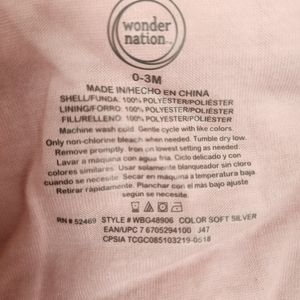 wonder
nation
0-3M
MADE IN/HECHO EN CHINA
SHELL/FUNDA: 100% POLYESTER/POLIÉSTER
LINING/FORRO: 100% POLYESTER/POLIÉSTER
FILL/RELLENO: 100% POLYESTER/POLIÉSTER
Machine wash cold. Gentle cycle with like colors.
Only non-chlorine bleach when needed. Tumble dry low.
Remove promptly. Iron on lowest setting as needed.
Lavar a máquina con agua fría. Ciclo delicado y con
colores similares. Usar solamente blanqueador sin cloro
cuando se necesite. Secar en máquina a temperatura baja
Retirar rápidamente. Planchar con el más bajo ajuste
según se necesite.
RN# 52469 STYLE # WBG48906 COLOR SOFT SILVER
EAN/UPC 7 6705294100 J47
CPSIA TCGC085103219-0518